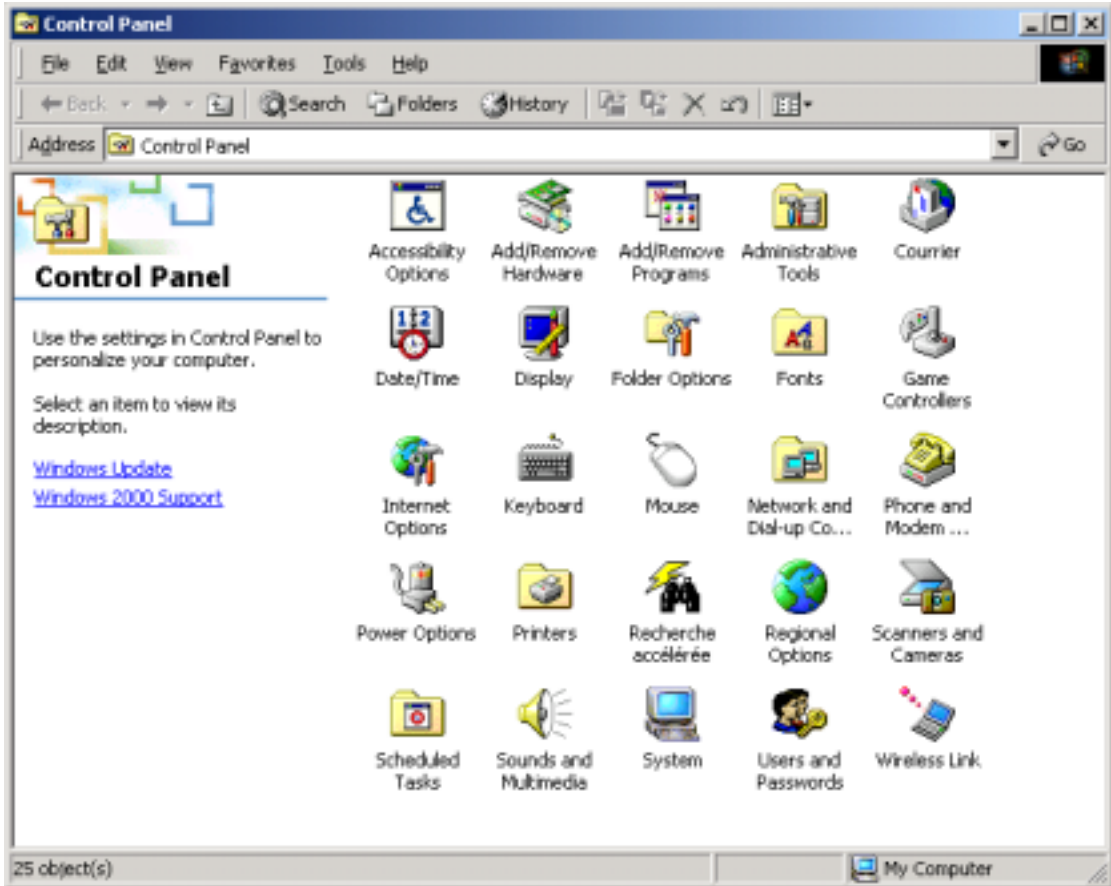 Control Panel
File Edit View Favorites Tools Help
Back Search Folders History
Address Control Panel Go
Control Panel
Use the settings in Control Panel to
personalize your computer.
Select an item to view its
description.
Windows Update
Windows 2000 Support
Accessibility
Options
Add/Remove
Hardware
Add/Remove
Programs
Administrative
Tools
Courrier
Date/Time
Display
Folder Options
Fonts
Game
Controllers
Internet
Options
Keyboard
Mouse
Network and
Dial-up Co...
Phone and
Modem ...
Power Options
Printers
Recherche
accélérée
Regional
Options
Scanners and
Cameras
Scheduled
Tasks
Sounds and
Multimedia
System
Users and
Passwords
Wireless Link
25 object(s) My Computer